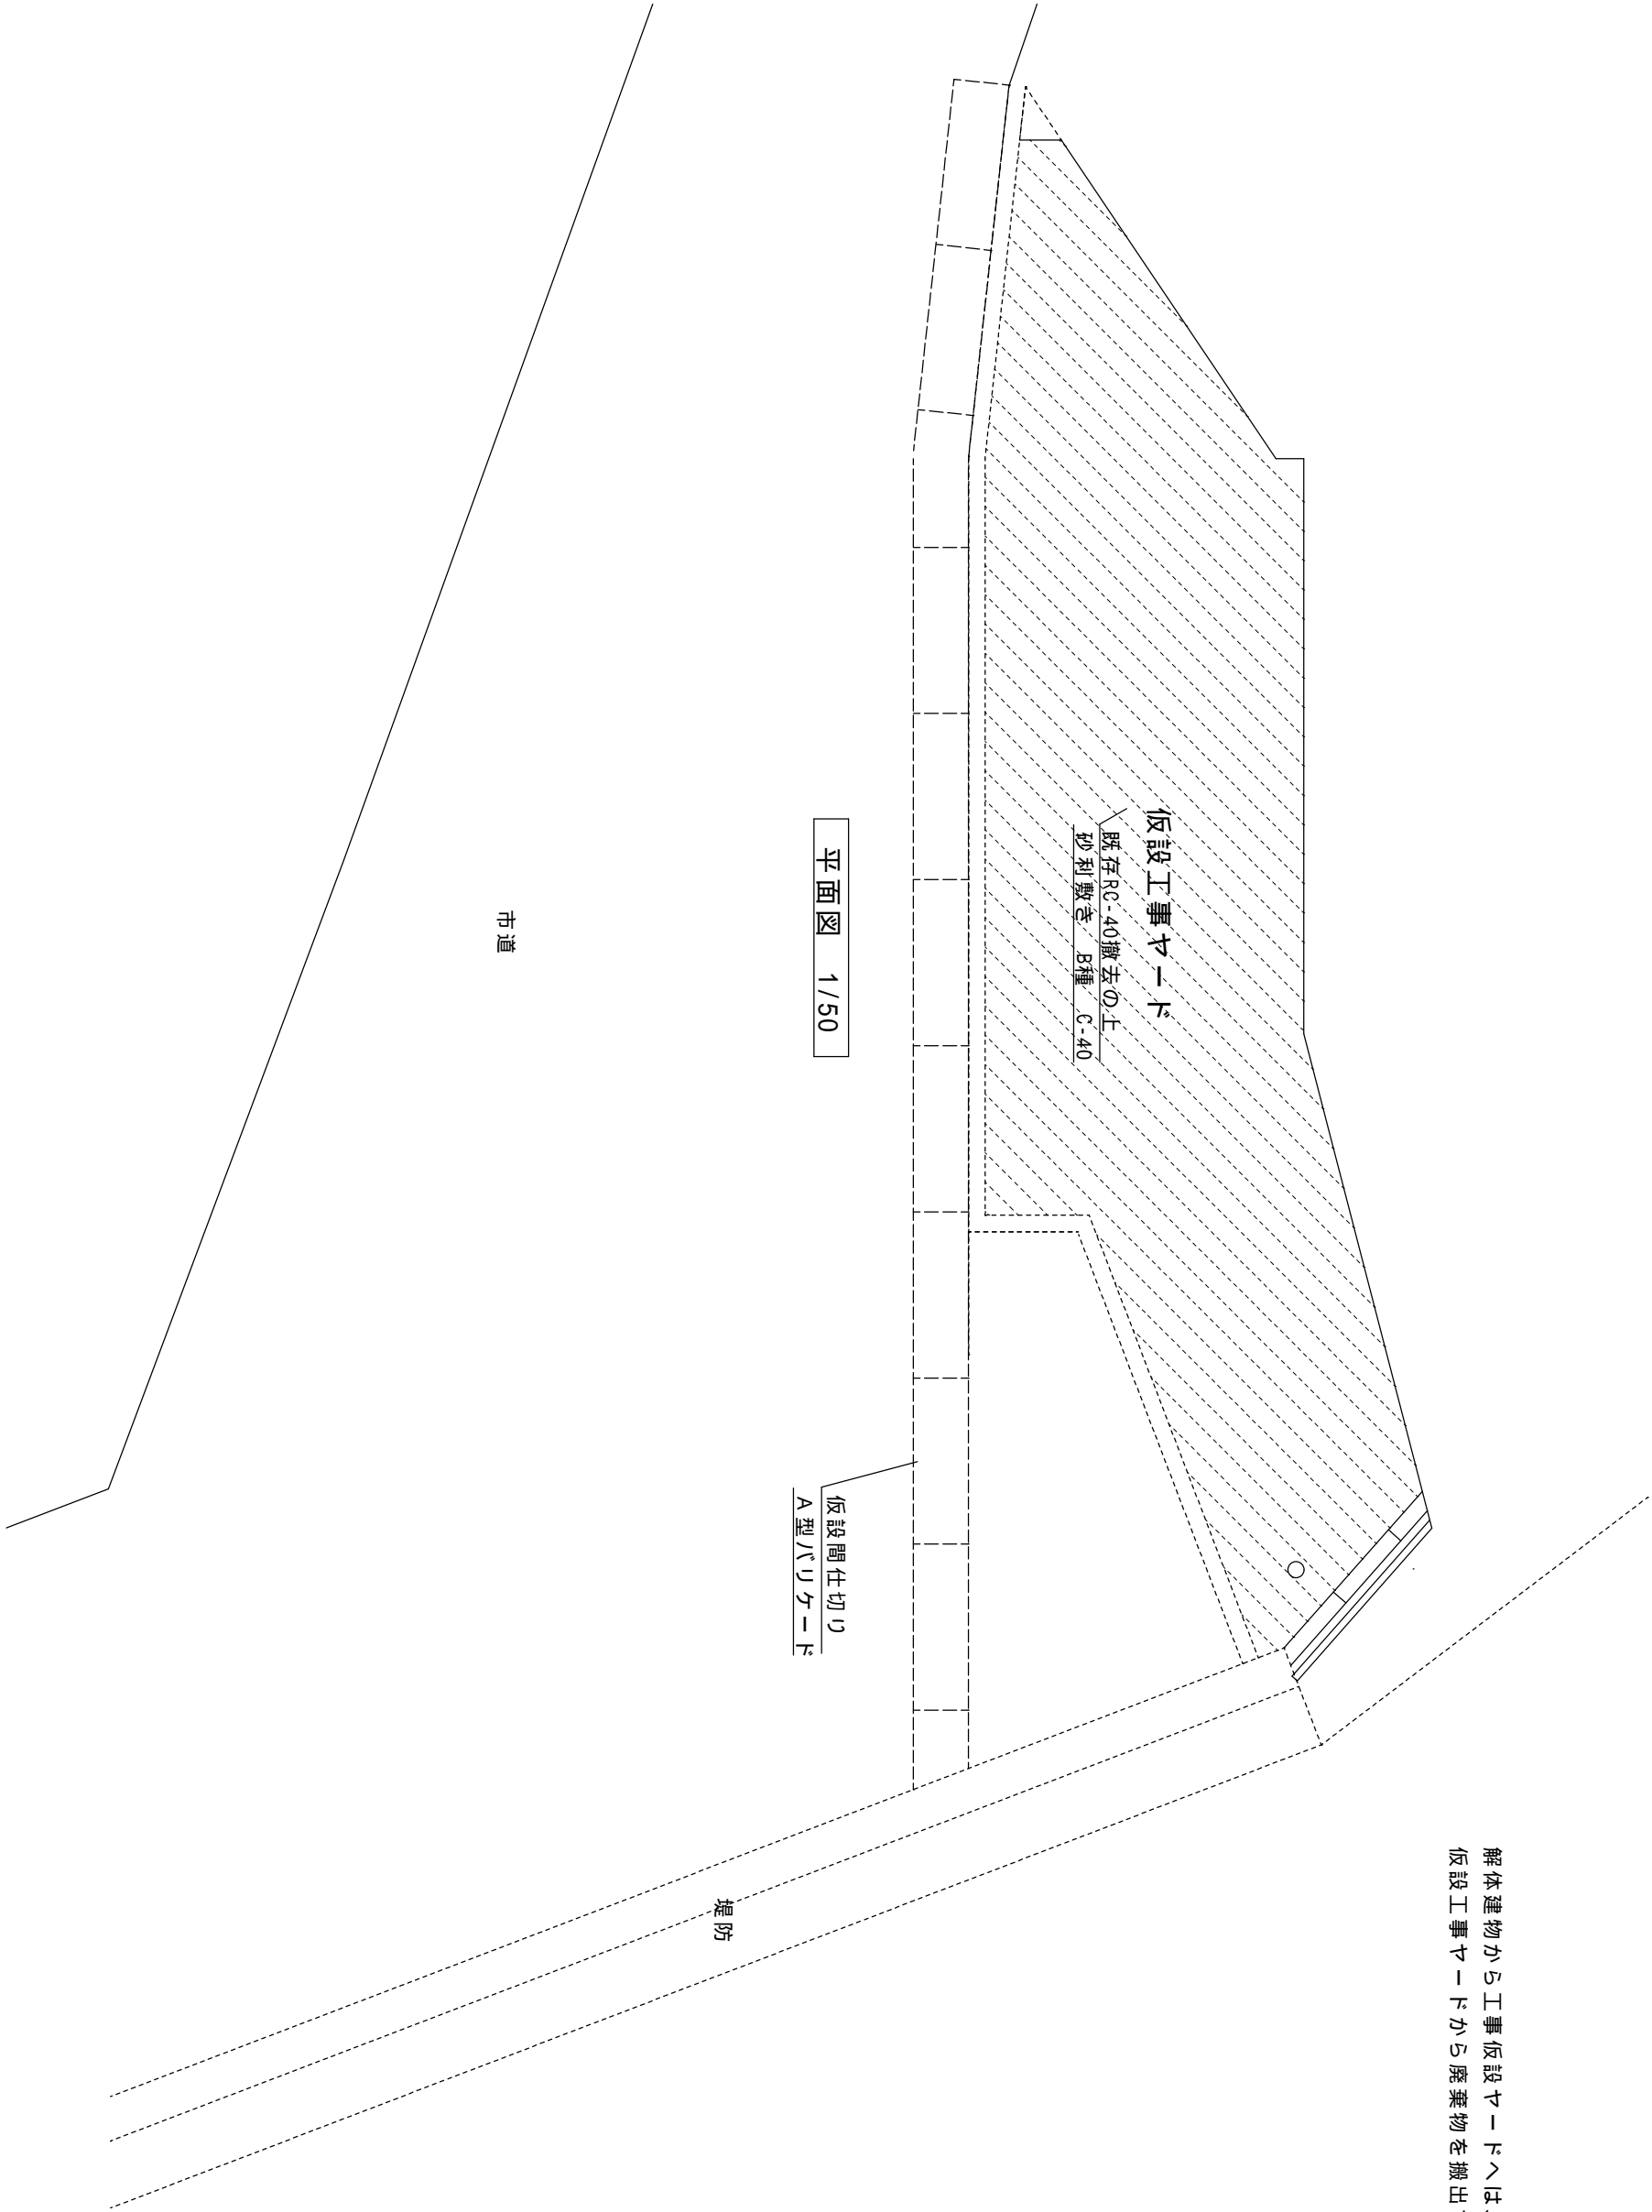 解体建物から工事仮設ヤードへは
仮設工事ヤードから廃棄物を搬出
仮設工事ヤード
既存RC-40撤去の上
砂利敷き B種 C-40
平面図 1/50
仮設間仕切り
A型バリケード
市道
堤防